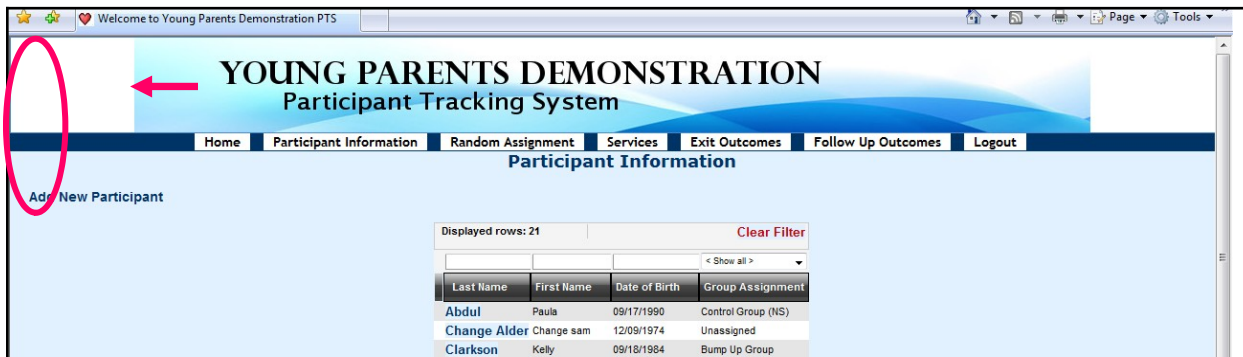 Welcome to Young Parents Demonstration PTS
Page Tools
YOUNG PARENTS DEMONSTRATION
Participant Tracking System
Home Participant Information Random Assignment Services Exit Outcomes Follow Up Outcomes Logout
Participant Information
Add New Participant
Displayed rows: 21 Clear Filter
< Show all >
Last Name First Name Date of Birth Group Assignment
Abdul Paula 09/17/1990 Control Group (NS)
Change Alder Change sam 12/09/1974 Unassigned
Clarkson Kelly 09/18/1984 Bump Up Group